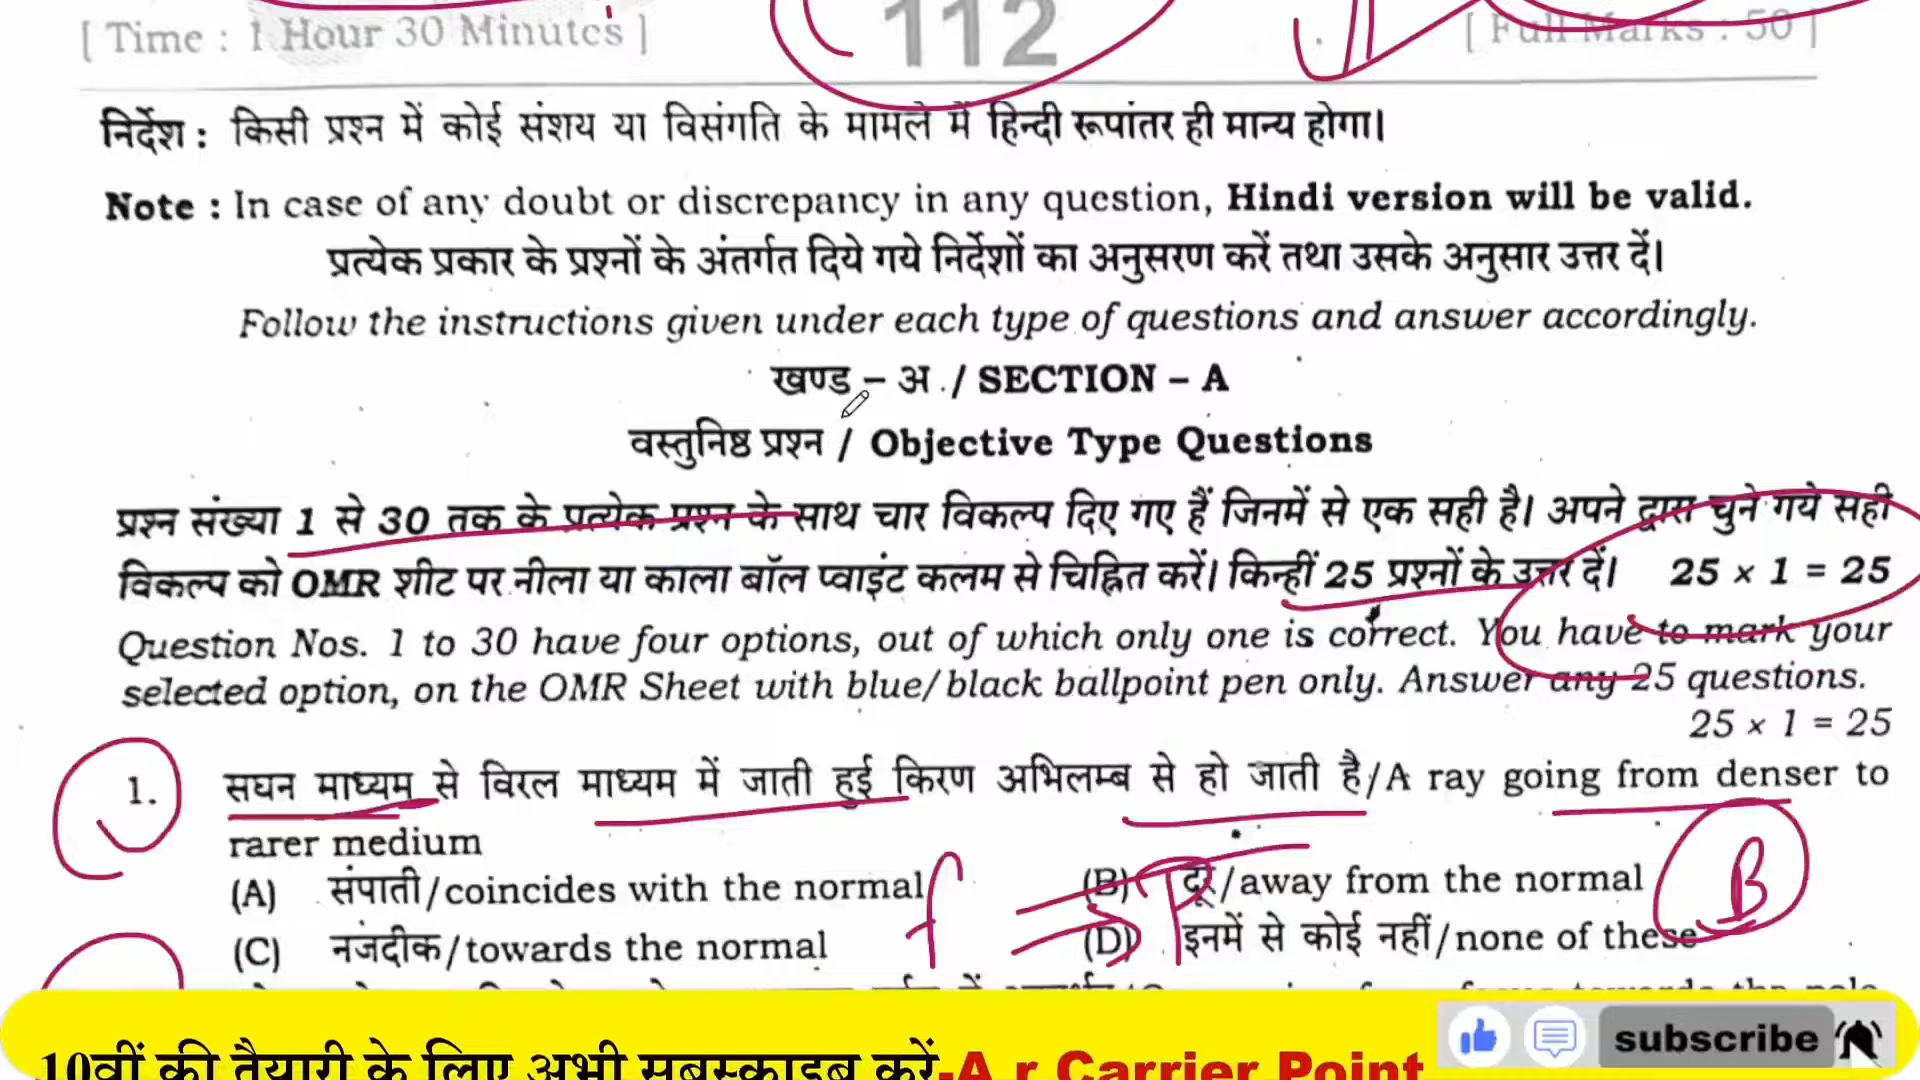 [ Time : 1 Hour 30 Minutes ]
112
[ Full Marks : 50 ]
निर्देश : किसी प्रश्न में कोई संशय या विसंगति के मामले में हिन्दी रूपांतर ही मान्य होगा।
Note : In case of any doubt or discrepancy in any question, Hindi version will be valid.
प्रत्येक प्रकार के प्रश्नों के अंतर्गत दिये गये निर्देशों का अनुसरण करें तथा उसके अनुसार उत्तर दें।
Follow the instructions given under each type of questions and answer accordingly.
खण्ड – अ / SECTION – A
वस्तुनिष्ठ प्रश्न / Objective Type Questions
प्रश्न संख्या 1 से 30 तक के प्रत्येक प्रश्न के साथ चार विकल्प दिए गए हैं जिनमें से एक सही है। अपने द्वारा चुने गये सही
विकल्प को OMR शीट पर नीला या काला बॉल प्वाइंट कलम से चिह्नित करें। किन्हीं 25 प्रश्नों के उत्तर दें। 25 × 1 = 25
Question Nos. 1 to 30 have four options, out of which only one is correct. You have to mark your
selected option, on the OMR Sheet with blue/black ballpoint pen only. Answer any 25 questions.
25 × 1 = 25
1. सघन माध्यम से विरल माध्यम में जाती हुई किरण अभिलम्ब से हो जाती है/A ray going from denser to
rarer medium
(A) संपाती/coincides with the normal
(B) दूर/away from the normal
B
(C) नजदीक/towards the normal
(D) इनमें से कोई नहीं/none of these
10वीं की तैयारी के लिए अभी सबस्क्राइब करें-A r Carrier Point
subscribe